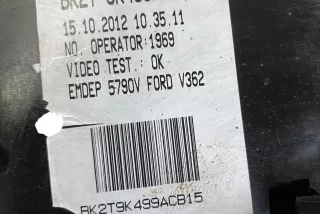 15.10.2012 10.35.11
NO. OPERATOR:1969
VIDEO TEST.: OK
EMDEP 5790V FORD V362
BK2T9K499ACB15